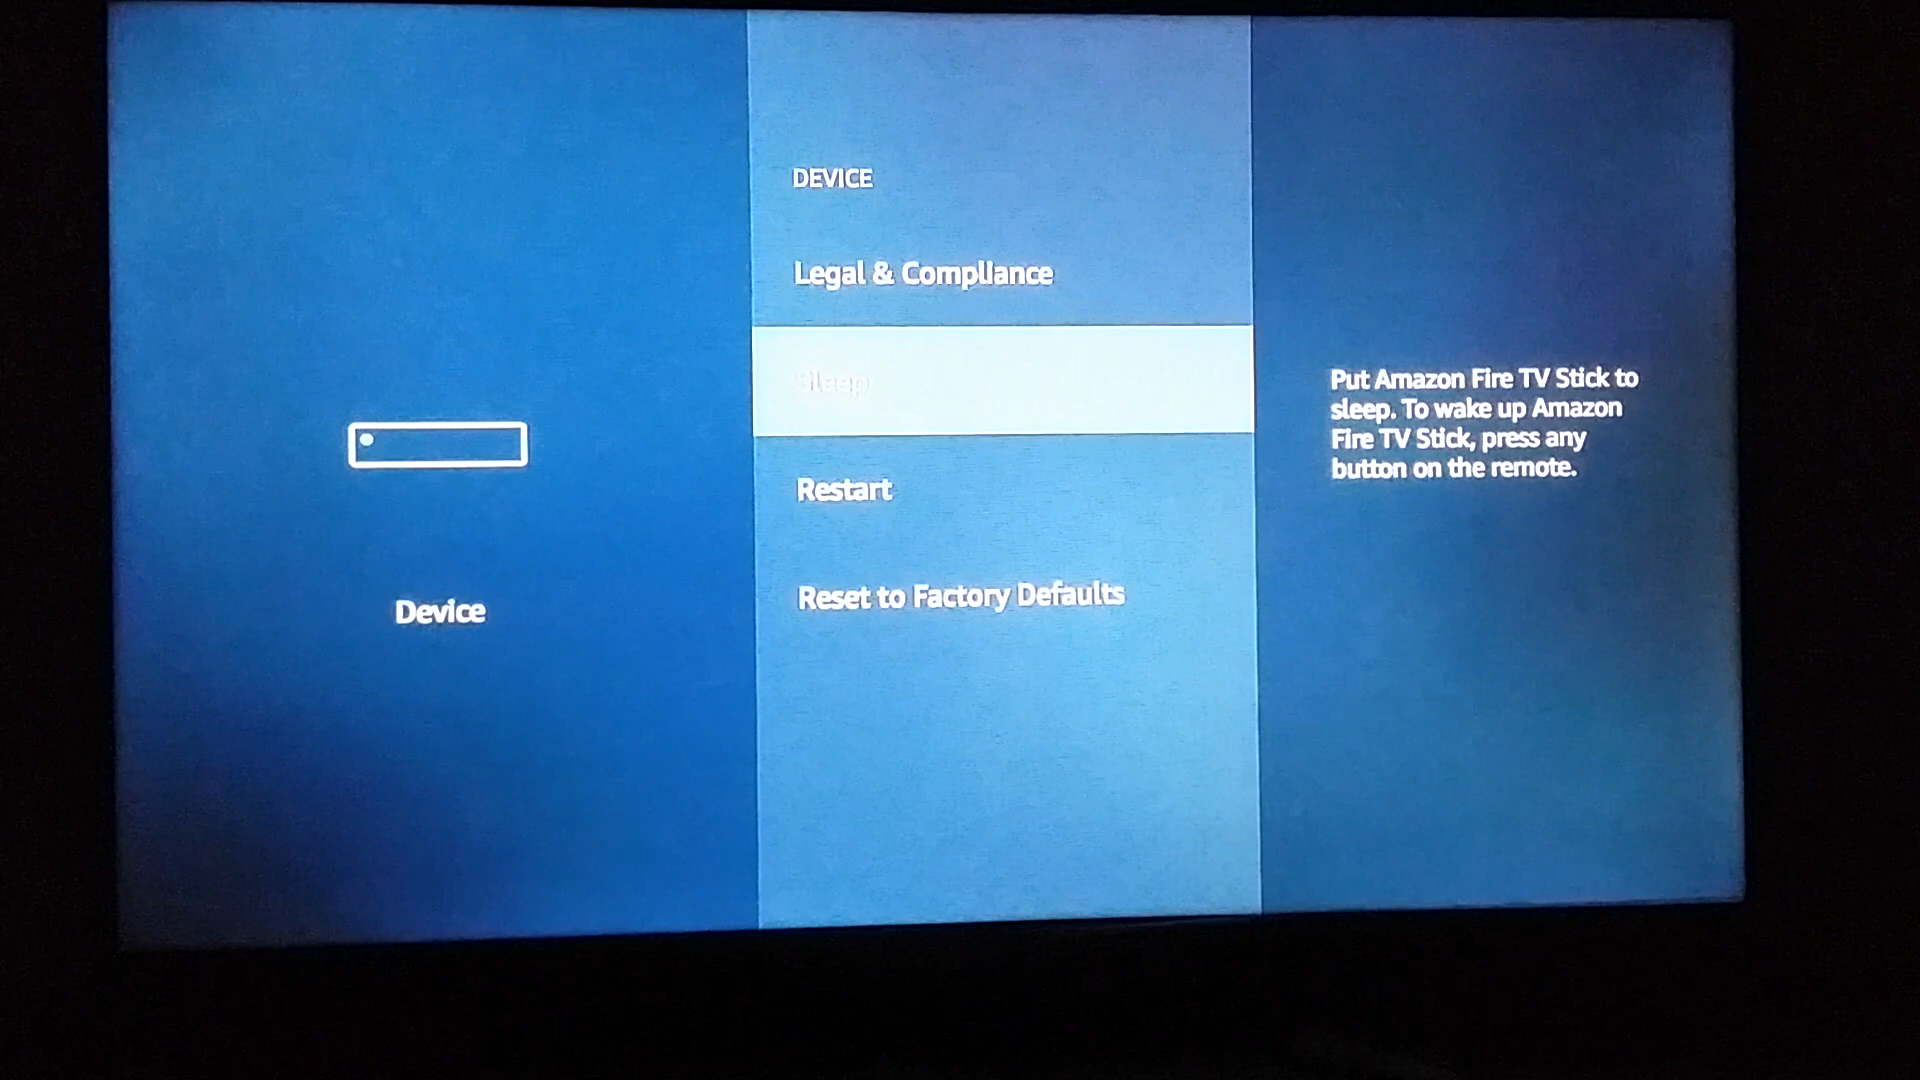 DEVICE
Legal & Compliance
Sleep
Restart
Reset to Factory Defaults
Device
Put Amazon Fire TV Stick to
sleep. To wake up Amazon
Fire TV Stick, press any
button on the remote.